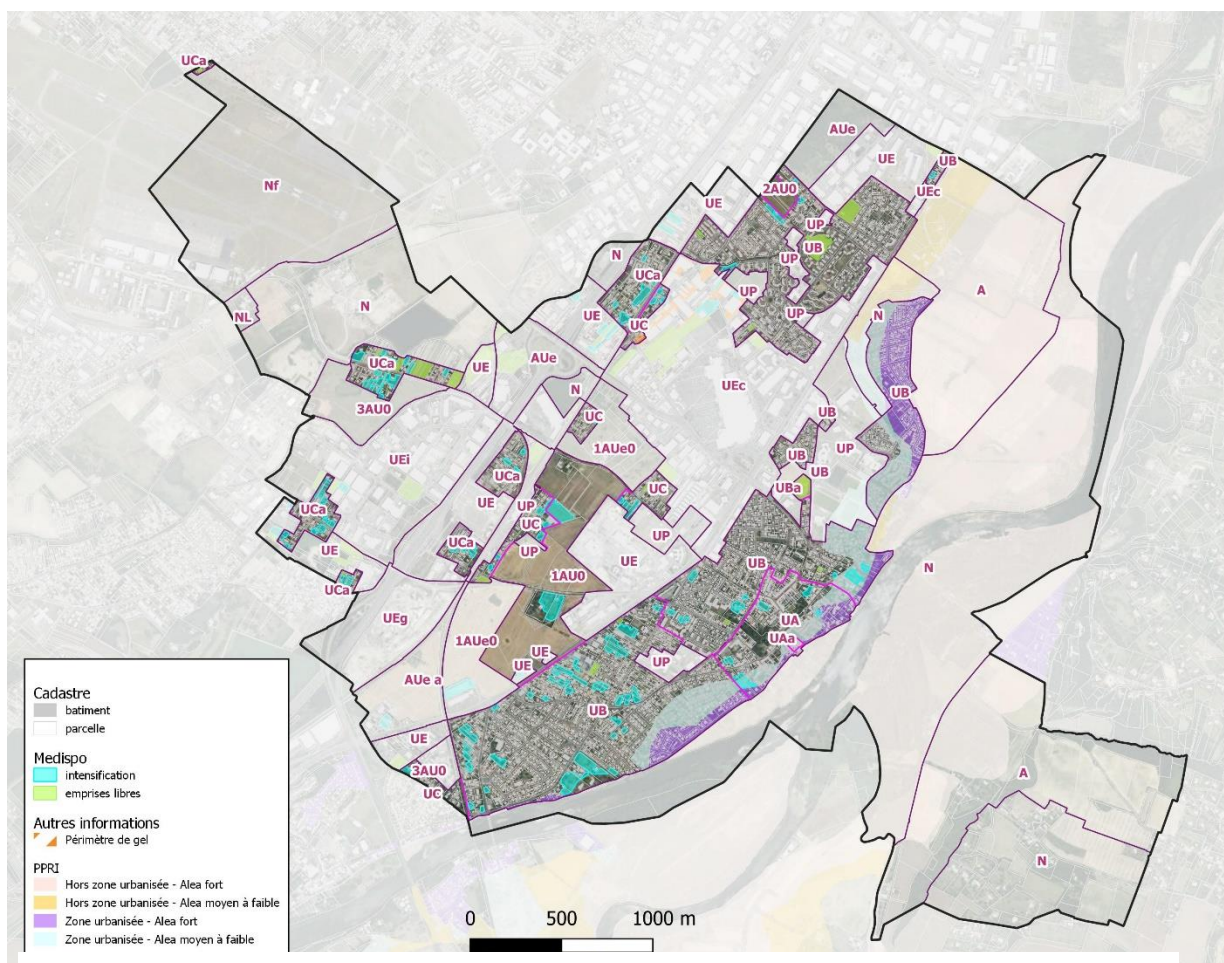 UCa
AUe
UE
UB
Nf
2AU0
UEc
UE
UP
N
UB
UCa
UP
A
N
UP
NL
UE
UP
N
UC
UCa
UE
AUe
UEc
N
UB
3AU0
UC
UB
1AUe0
UB
UP
UEi
UB
UCa
UC
UBa
UCa
UE
UP
UC
UE
UCa
UP
UP
UE
1AU0
UB
N
UCa
UEg
UA
UAa
1AUe0
UE
UE
UP
AUe a
UB
UE
3AU0
UC
A
N
Cadastre
batiment
parcelle
Medispo
intensification
emprises libres
Autres informations
Périmètre de gel
PPRI
Hors zone urbanisée - Alea fort
Hors zone urbanisée - Alea moyen à faible
Zone urbanisée - Alea fort
Zone urbanisée - Alea moyen à faible
0 500 1000 m